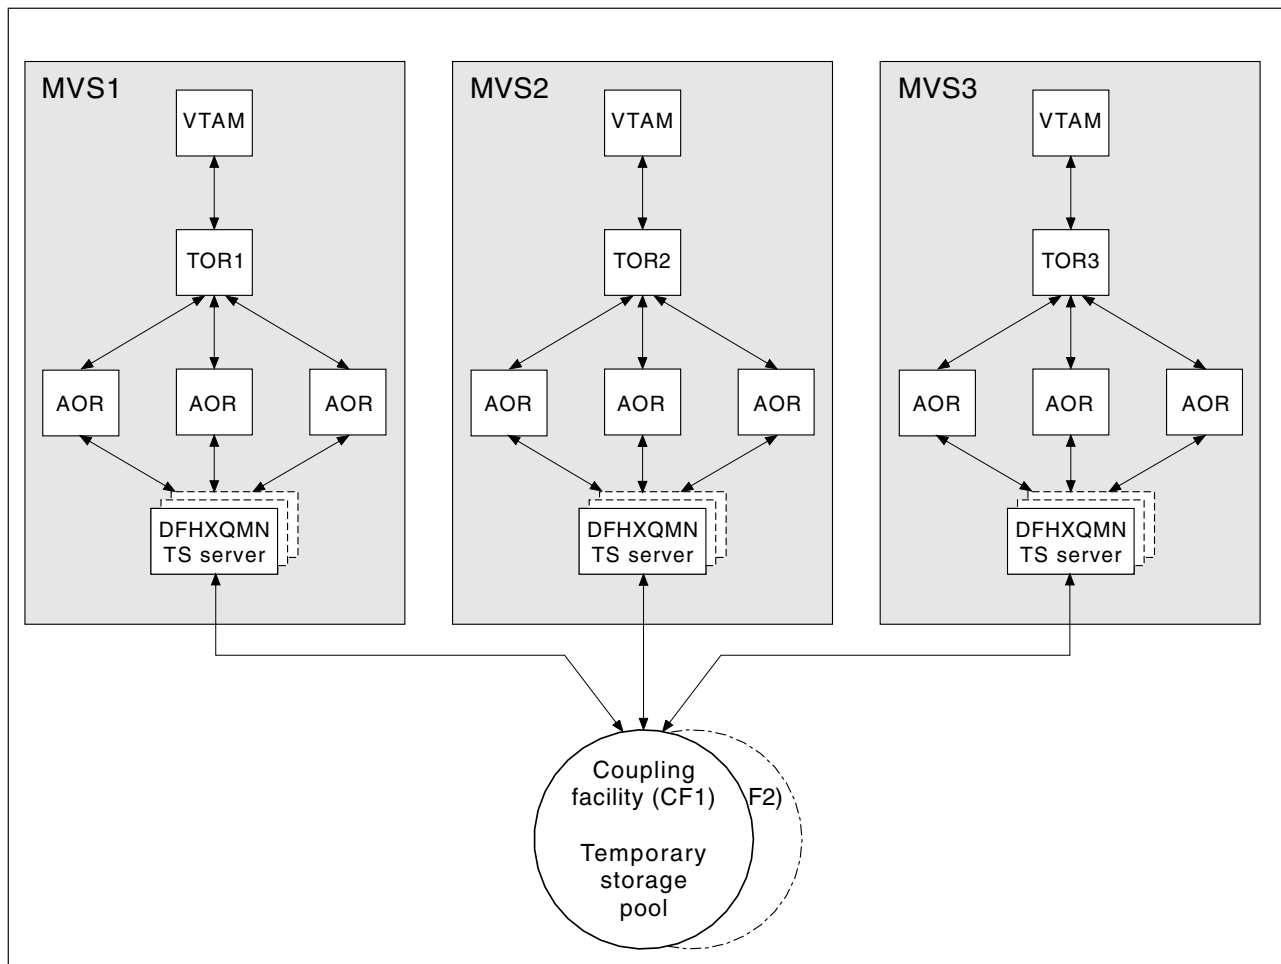 MVS1
VTAM
TOR1
AOR
AOR
AOR
DFHXQMN
TS server
MVS2
VTAM
TOR2
AOR
AOR
AOR
DFHXQMN
TS server
MVS3
VTAM
TOR3
AOR
AOR
AOR
DFHXQMN
TS server
Coupling
facility (CF1)
F2)
Temporary
storage
pool